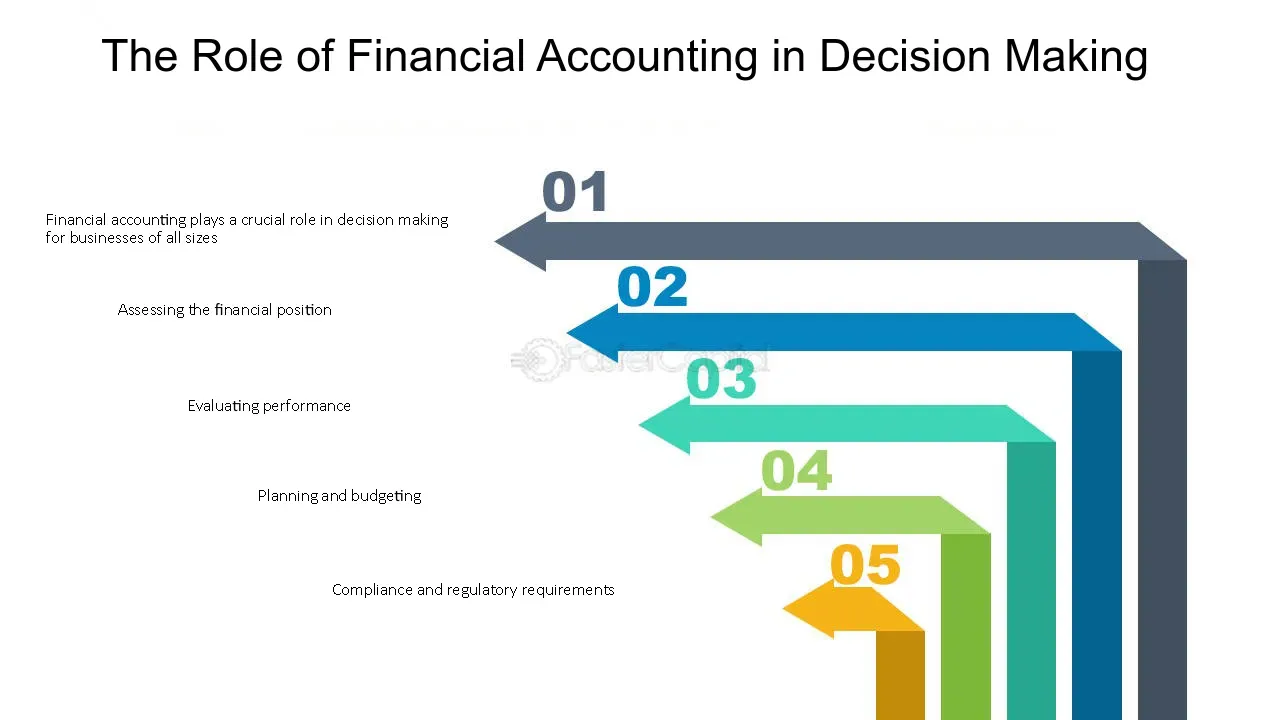 The Role of Financial Accounting in Decision Making
01
Financial accounting plays a crucial role in decision making
for businesses of all sizes
02
Assessing the financial position
FasterCapital
03
Evaluating performance
04
Planning and budgeting
05
Compliance and regulatory requirements